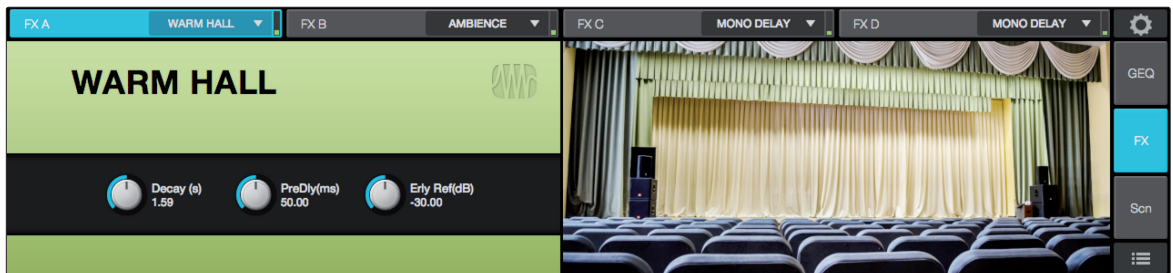 FX A WARM HALL FX B AMBIENCE FX C MONO DELAY FX D MONO DELAY
WARM HALL
GEQ
FX
Decay (s) PreDly(ms) Erly Ref(dB)
1.59 50.00 -30.00
Scn